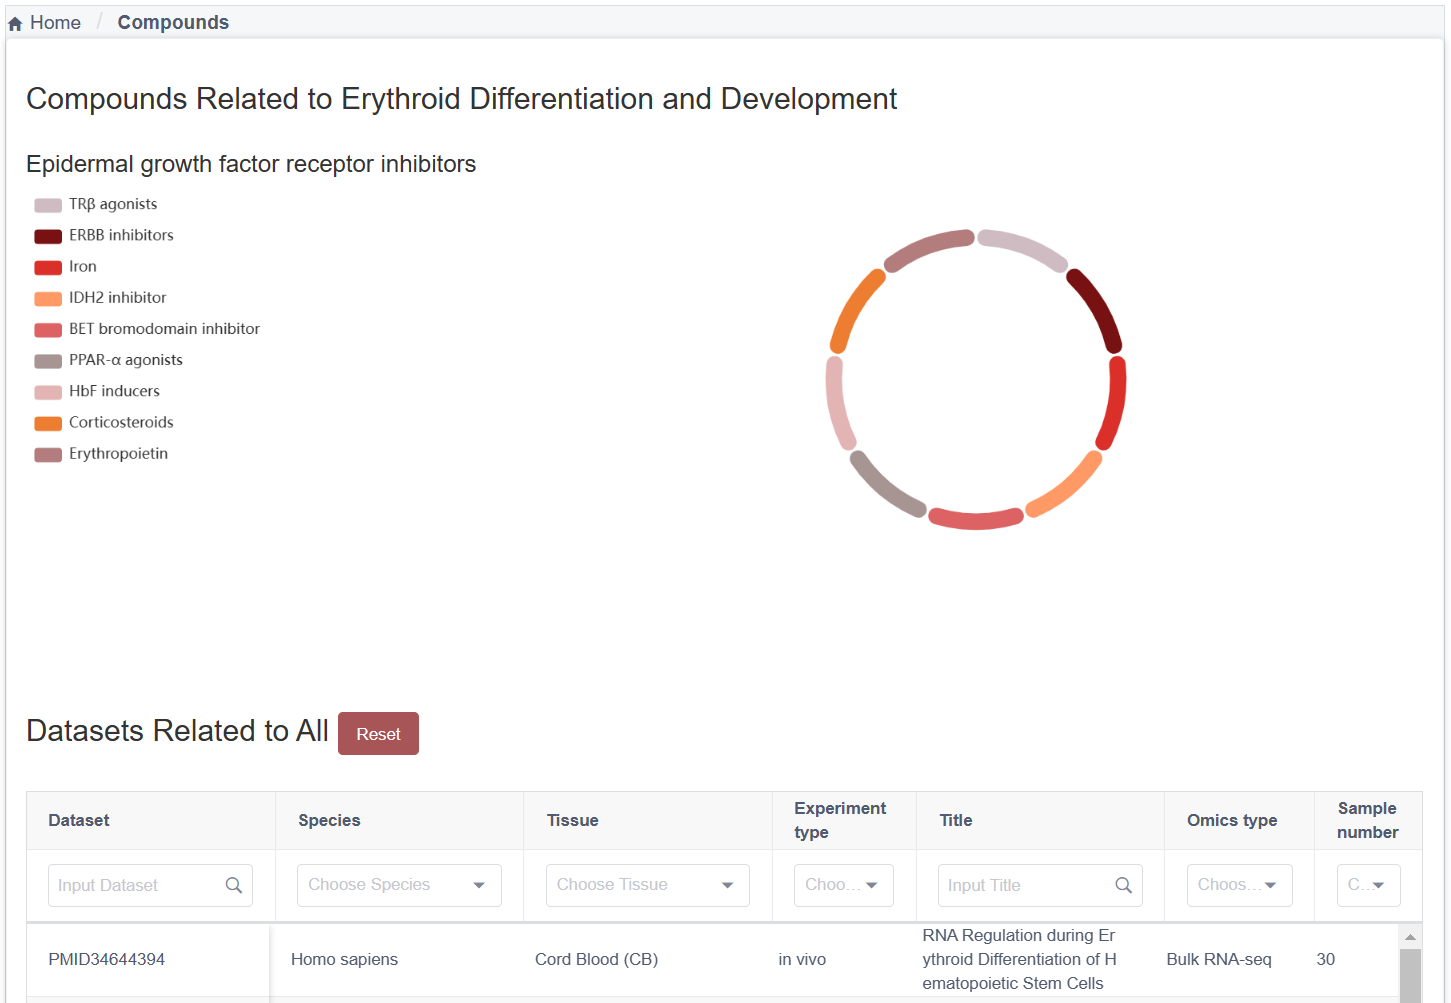 Home / Compounds
Compounds Related to Erythroid Differentiation and Development
Epidermal growth factor receptor inhibitors
TRβ agonists
ERBB inhibitors
Iron
IDH2 inhibitor
BET bromodomain inhibitor
PPAR-α agonists
HbF inducers
Corticosteroids
Erythropoietin
Datasets Related to All Reset
Dataset Species Tissue Experiment type Title Omics type Sample number
Input Dataset Choose Species Choose Tissue Choo... Input Title Choos... C...
PMID34644394 Homo sapiens Cord Blood (CB) in vivo
RNA Regulation during Er
ythroid Differentiation of H
ematopoietic Stem Cells
Bulk RNA-seq 30